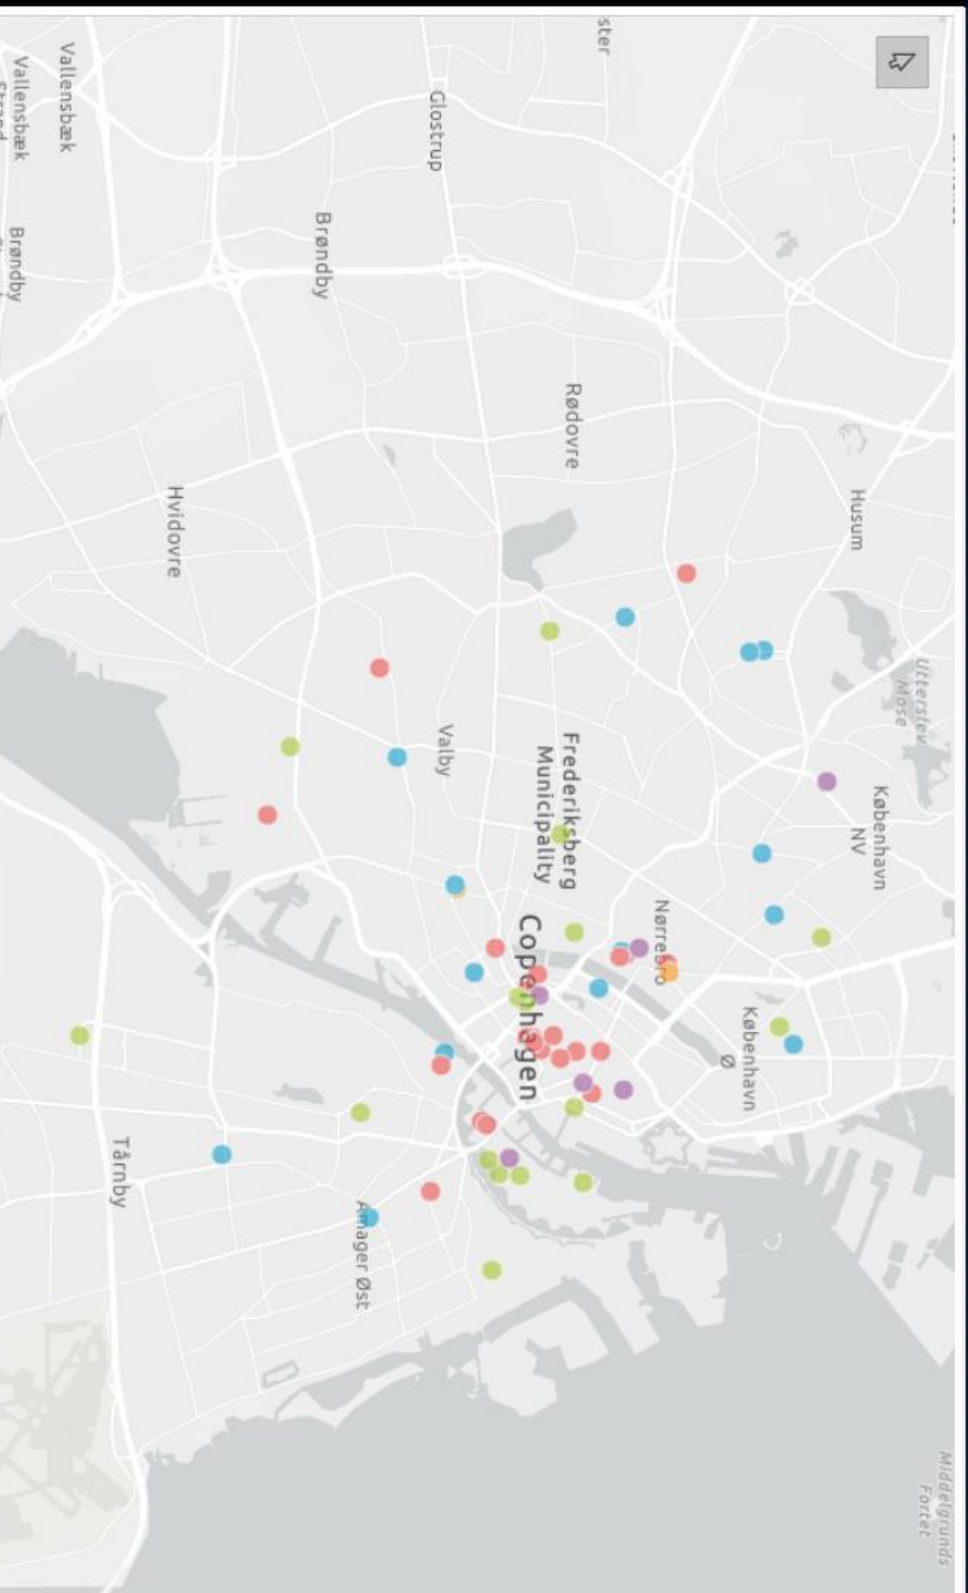 Middelgrunds
Fortet
Utterslev
Mose
København
NV
Husum
København
Ø
Nørrebro
ster
Rødovre
Frederiksberg
Municipality
Copenhagen
Glostrup
Valby
Amager Øst
Brøndby
Hvidovre
Tårnby
Vallensbæk
Vallensbæk
Strand
Brøndby